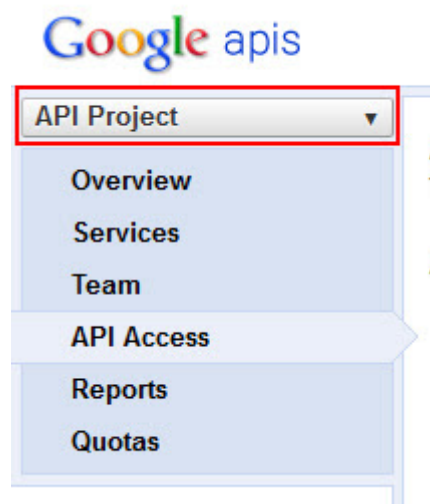 Google apis
API Project
Overview
Services
Team
API Access
Reports
Quotas